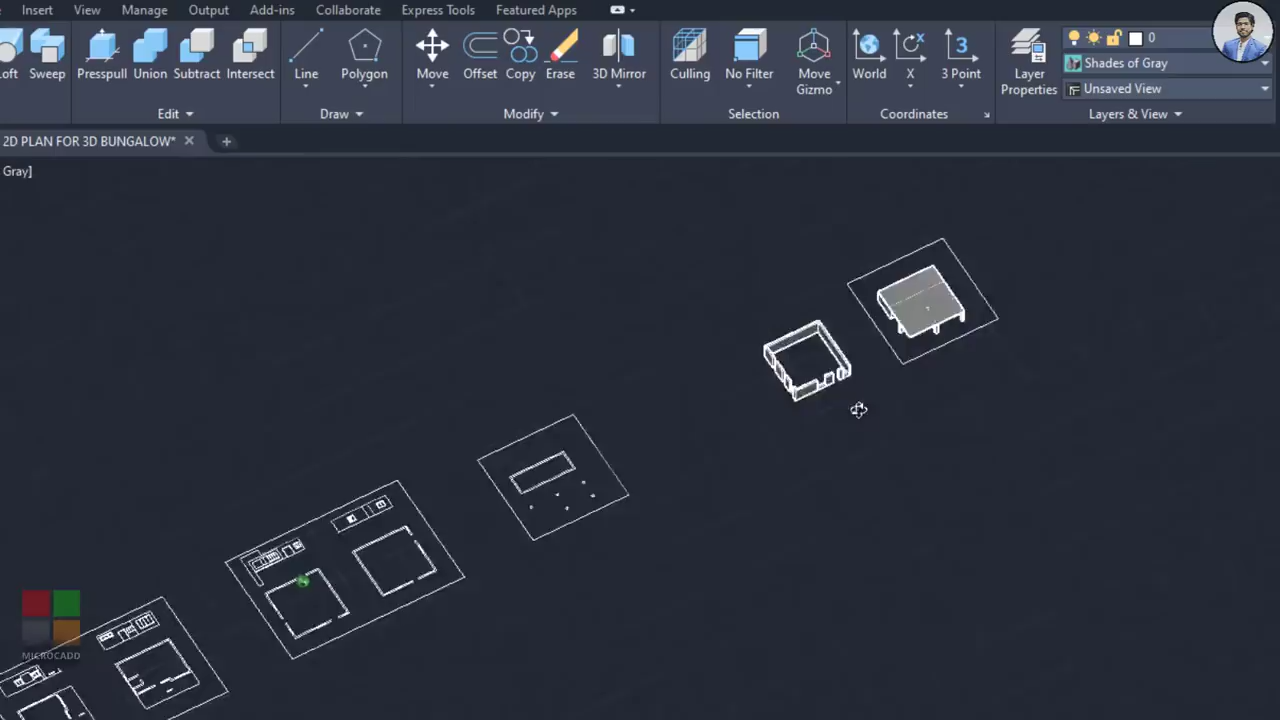 Insert View Manage Output Add-ins Collaborate Express Tools Featured Apps
Loft Sweep Presspull Union Subtract Intersect Line Polygon Move Offset Copy Erase 3D Mirror Culling No Filter Move Gizmo World X 3 Point Layer Properties
0
Shades of Gray
Unsaved View
Edit Draw Modify Selection Coordinates Layers & View
2D PLAN FOR 3D BUNGALOW*
Gray]
MICROCADD